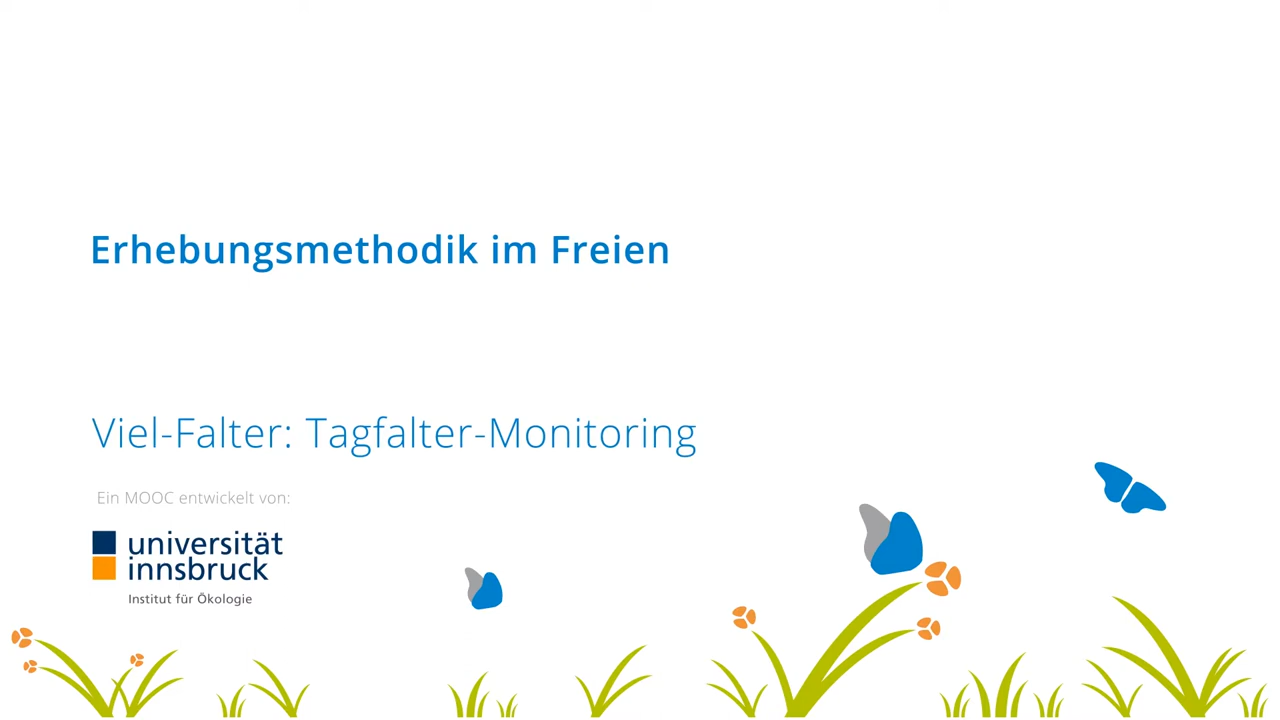 Erhebungsmethodik im Freien
Viel-Falter: Tagfalter-Monitoring
Ein MOOC entwickelt von:
universität
innsbruck
Institut für Ökologie